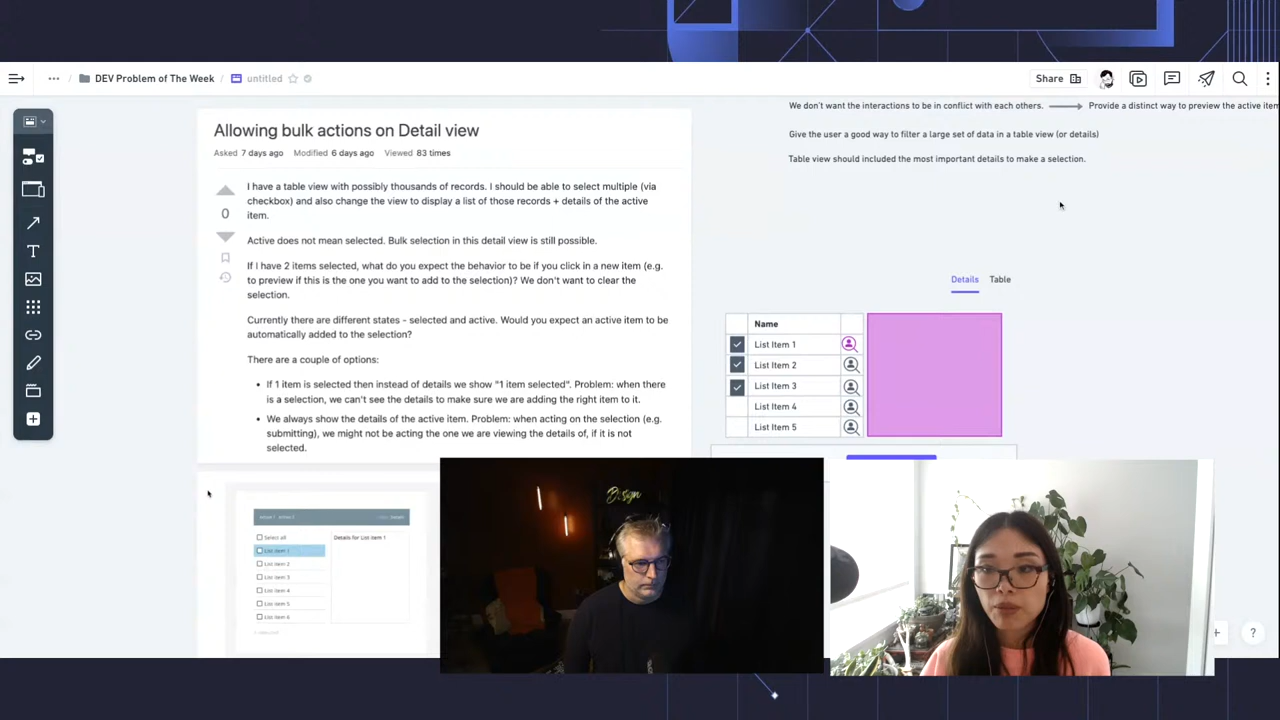 ... / DEV Problem of The Week / untitled
Share
We don't want the interactions to be in conflict with each others. Provide a distinct way to preview the active item
Give the user a good way to filter a large set of data in a table view (or details)
Table view should included the most important details to make a selection.
Allowing bulk actions on Detail view
Asked 7 days ago Modified 6 days ago Viewed 83 times
I have a table view with possibly thousands of records. I should be able to select multiple (via
checkbox) and also change the view to display a list of those records + details of the active
item.
0
Active does not mean selected. Bulk selection in this detail view is still possible.
If I have 2 items selected, what do you expect the behavior to be if you click in a new item (e.g.
to preview if this is the one you want to add to the selection)? We don't want to clear the
selection.
Currently there are different states - selected and active. Would you expect an active item to be
automatically added to the selection?
There are a couple of options:
• If 1 item is selected then instead of details we show "1 item selected". Problem: when there
is a selection, we can't see the details to make sure we are adding the right item to it.
• We always show the details of the active item. Problem: when acting on the selection (e.g.
submitting), we might not be acting the one we are viewing the details of, if it is not
selected.
Details Table
Name
List Item 1
List Item 2
List Item 3
List Item 4
List Item 5
Select all
Details for List item 1
List item 1
List item 2
List item 3
List item 4
List item 5
List item 6
Design
T
+ ?